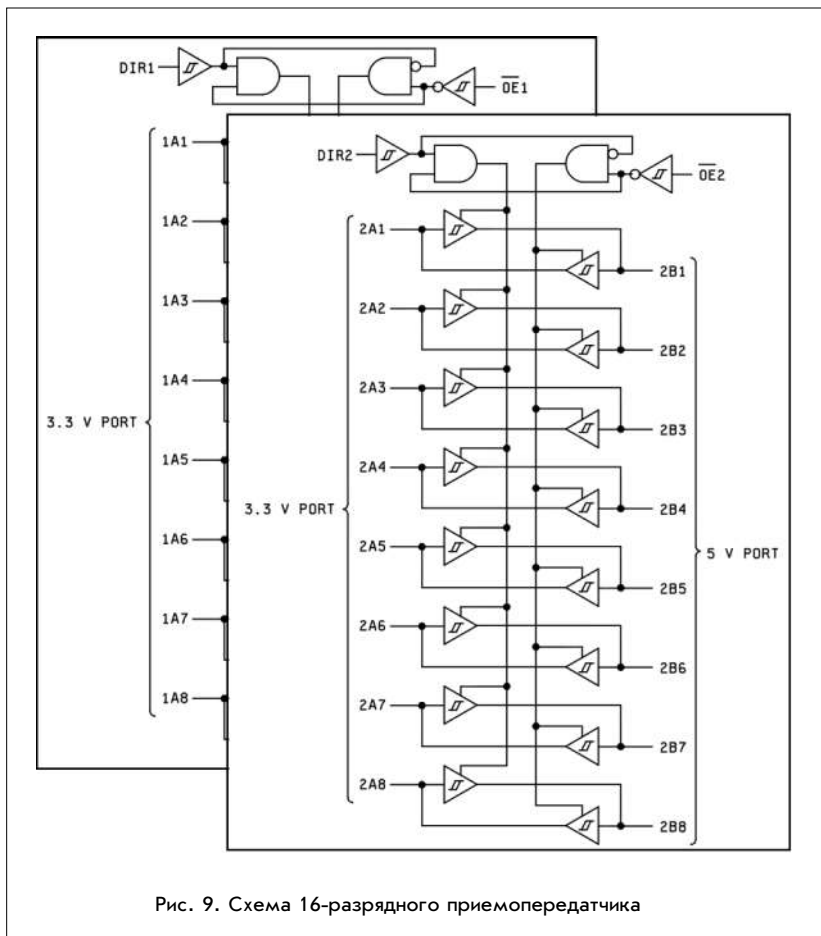 DIR1
O̅E̅1
1A1
1A2
1A3
1A4
3.3 V PORT
1A5
1A6
1A7
1A8
DIR2
O̅E̅2
2A1
2B1
2A2
2B2
2A3
2B3
2A4
2B4
3.3 V PORT
2A5
5 V PORT
2B5
2A6
2B6
2A7
2B7
2A8
2B8
Рис. 9. Схема 16-разрядного приемопередатчика